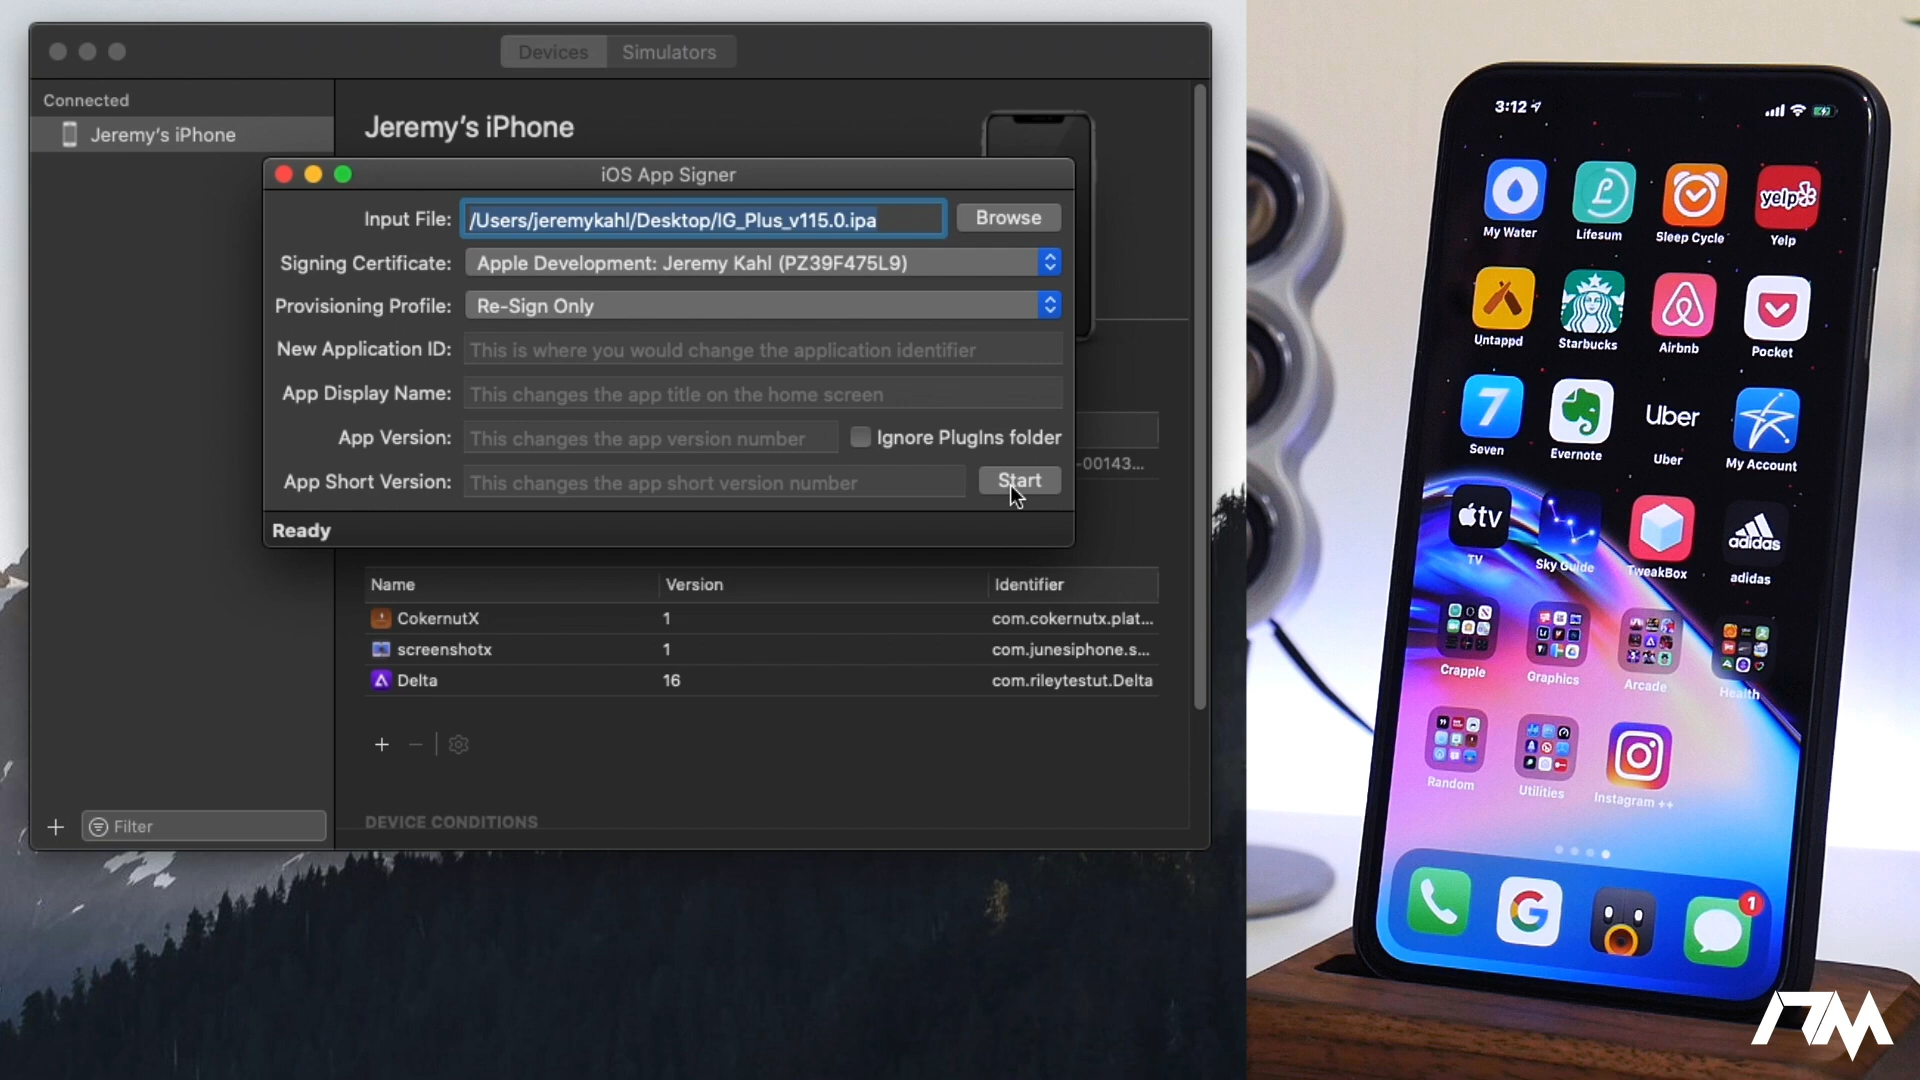 Devices
Simulators
Connected
Jeremy's iPhone
Jeremy's iPhone
iOS App Signer
Input File:
/Users/jeremykahl/Desktop/IG_Plus_v115.0.ipa
Browse
Signing Certificate:
Apple Development: Jeremy Kahl (PZ39F475L9)
Provisioning Profile:
Re-Sign Only
New Application ID:
This is where you would change the application identifier
App Display Name:
This changes the app title on the home screen
App Version:
This changes the app version number
Ignore PlugIns folder
-00143...
App Short Version:
This changes the app short version number
Start
Ready
Name Version Identifier
CokernutX 1 com.cokernutx.plat...
screenshotx 1 com.junesiphone.s...
Delta 16 com.rileytestut.Delta
DEVICE CONDITIONS
Filter
3:12
yelp
My Water Lifesum Sleep Cycle Yelp
Untappd Starbucks Airbnb Pocket
7
Uber
Seven Evernote Uber My Account
tv
adidas
TV Sky Guide TweakBox adidas
Crapple Graphics Arcade Health
Random Utilities Instagram ++
G
1